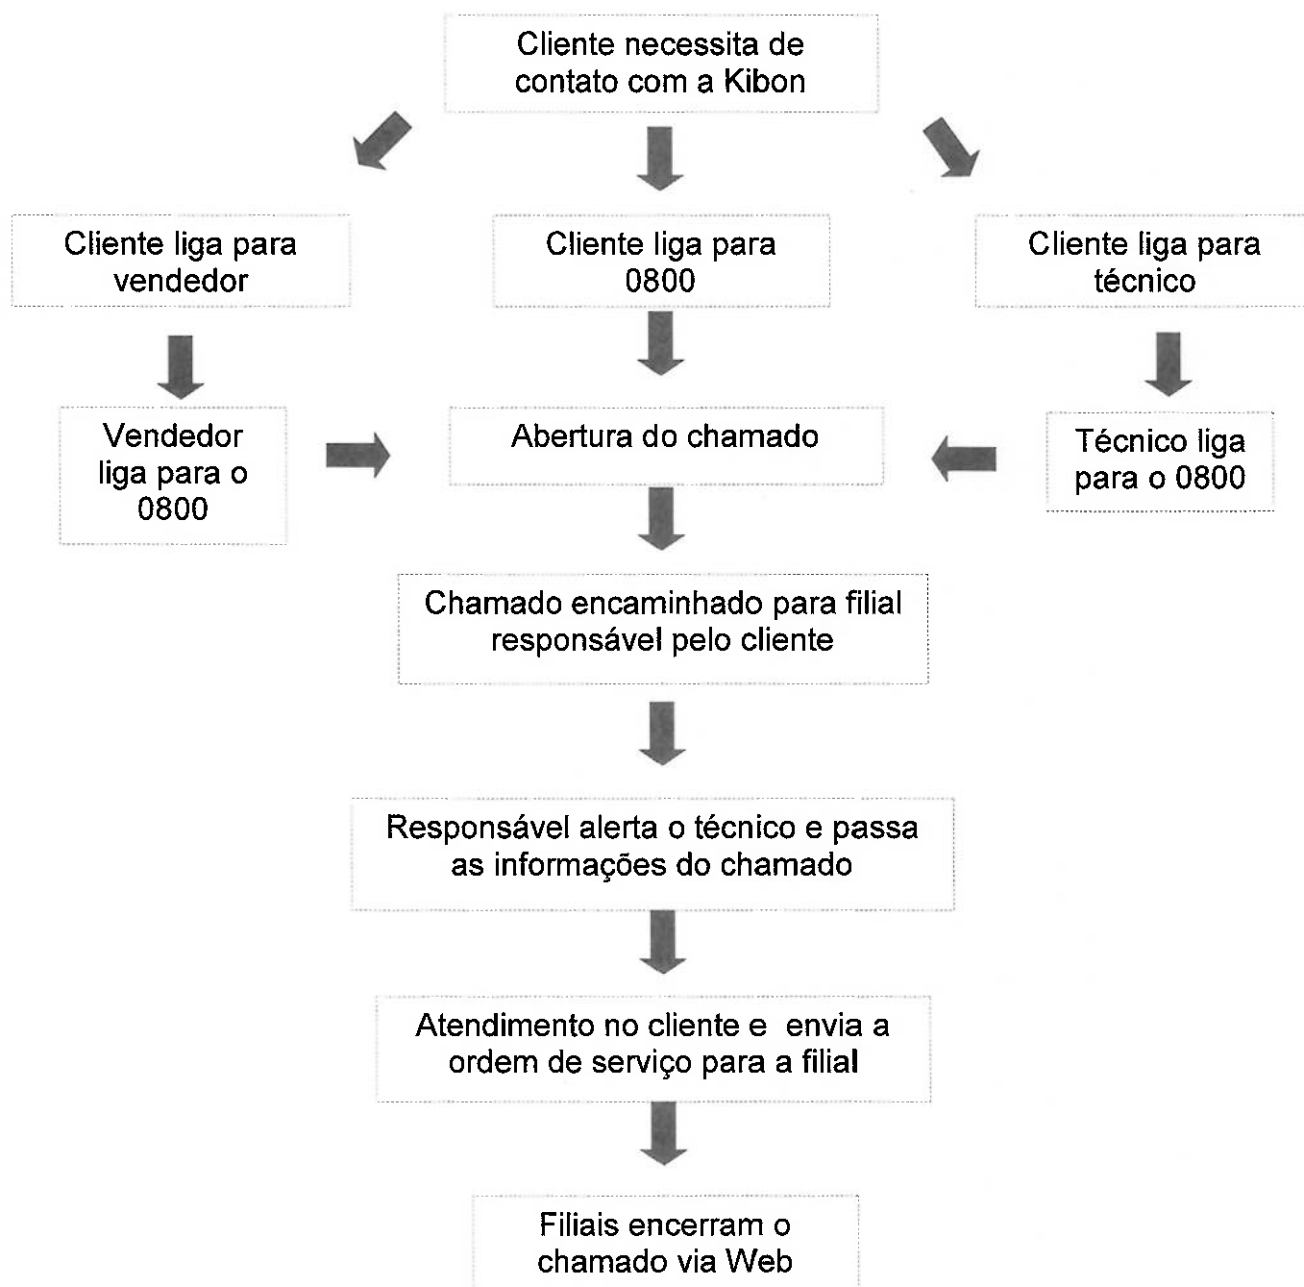 Cliente necessita de
contato com a Kibon
Cliente liga para
vendedor
Cliente liga para
0800
Cliente liga para
técnico
Vendedor
liga para o
0800
Abertura do chamado
Técnico liga
para o 0800
Chamado encaminhado para filial
responsável pelo cliente
Responsável alerta o técnico e passa
as informações do chamado
Atendimento no cliente e envia a
ordem de serviço para a filial
Filiais encerram o
chamado via Web